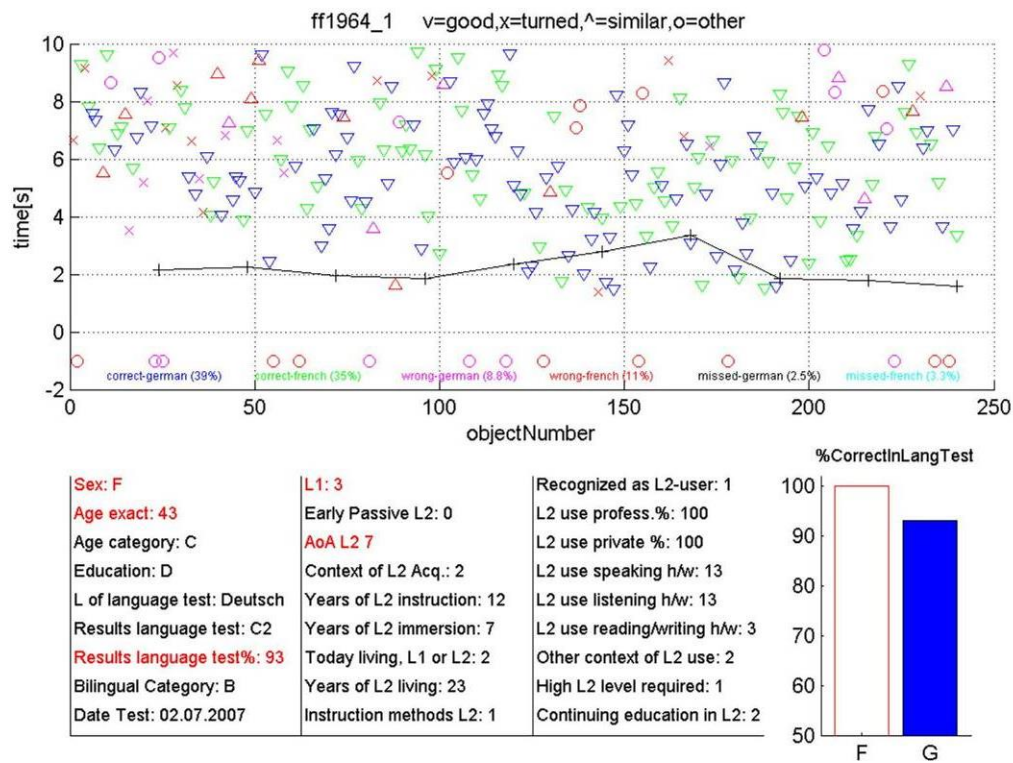 ff1964_1 v=good,x=turned,^=similar,o=other
10
8
6
4
2
0
-2
time[s]
correct-german (39%) correct-french (35%) wrong-german (8.8%) wrong-french (11%) missed-german (2.5%) missed-french (3.3%)
0 50 100 150 200 250
objectNumber
Sex: F
Age exact: 43
Age category: C
Education: D
L of language test: Deutsch
Results language test: C2
Results language test%: 93
Bilingual Category: B
Date Test: 02.07.2007
L1: 3
Early Passive L2: 0
AoA L2 7
Context of L2 Acq.: 2
Years of L2 instruction: 12
Years of L2 immersion: 7
Today living, L1 or L2: 2
Years of L2 living: 23
Instruction methods L2: 1
Recognized as L2-user: 1
L2 use profess.%: 100
L2 use private %: 100
L2 use speaking h/w: 13
L2 use listening h/w: 13
L2 use reading/writing h/w: 3
Other context of L2 use: 2
High L2 level required: 1
Continuing education in L2: 2
%CorrectInLangTest
100
90
80
70
60
50
F G